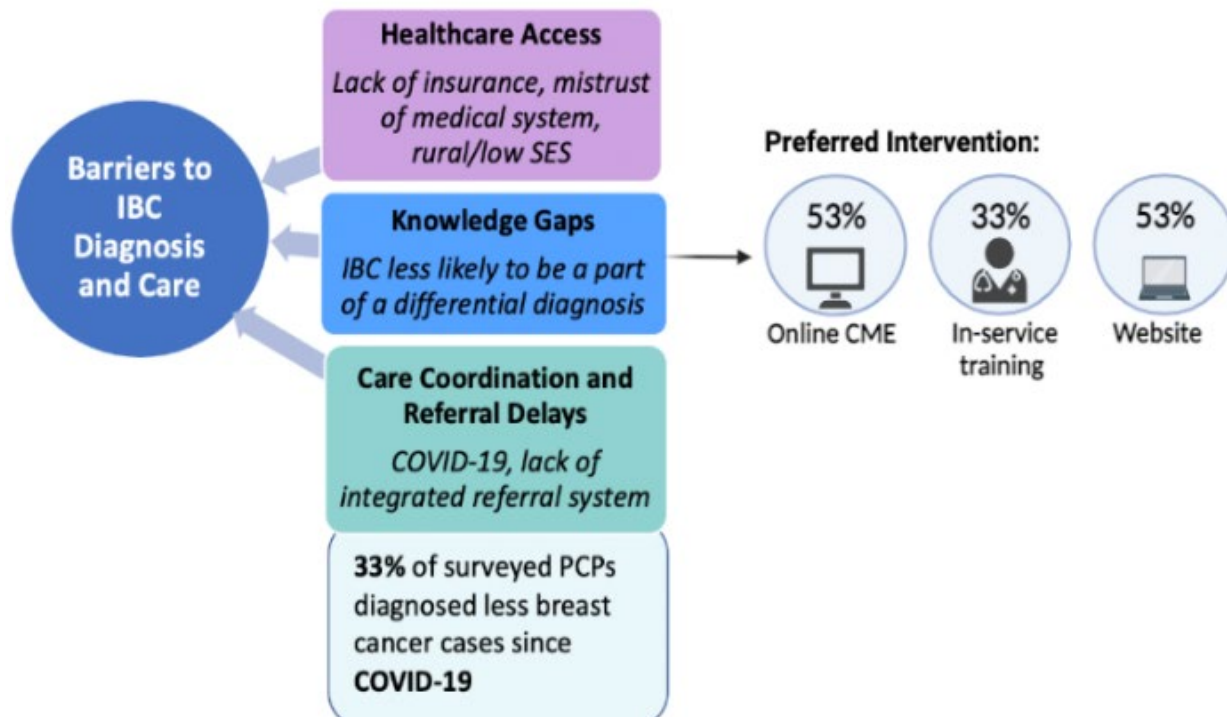 Barriers to
IBC
Diagnosis
and Care
Healthcare Access
Lack of insurance, mistrust
of medical system,
rural/low SES
Knowledge Gaps
IBC less likely to be a part
of a differential diagnosis
Care Coordination and
Referral Delays
COVID-19, lack of
integrated referral system
33% of surveyed PCPs
diagnosed less breast
cancer cases since
COVID-19
Preferred Intervention:
53%
Online CME
33%
In-service
training
53%
Website